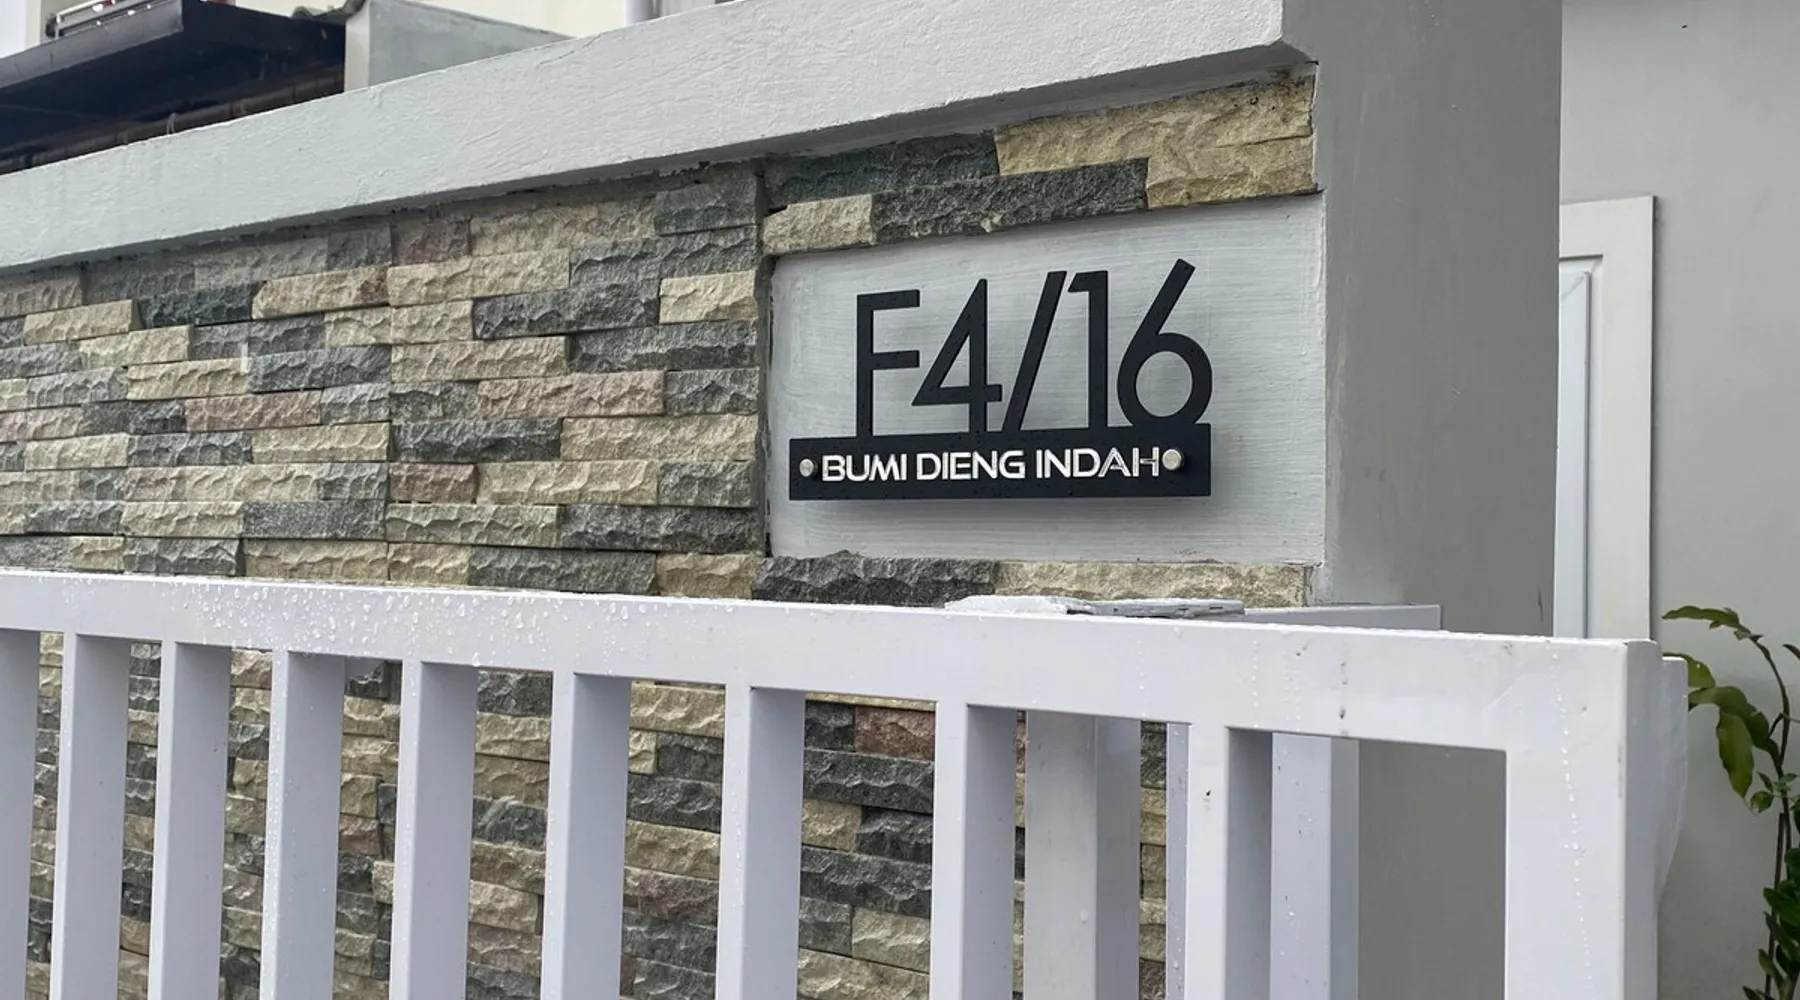 F4/16
BUMI DIENG INDAH